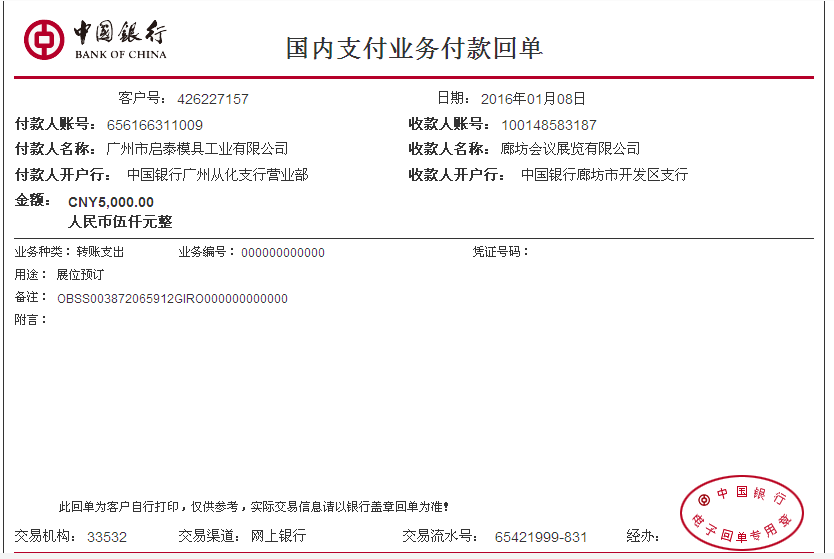 中国银行
BANK OF CHINA
国内支付业务付款回单
客户号： 426227157 日期： 2016年01月08日
付款人账号： 656166311009 收款人账号： 100148583187
付款人名称： 广州市启泰模具工业有限公司 收款人名称： 廊坊会议展览有限公司
付款人开户行： 中国银行广州从化支行营业部 收款人开户行： 中国银行廊坊市开发区支行
金额： CNY5,000.00
人民币伍仟元整
业务种类： 转账支出 业务编号： 000000000000 凭证号码：
用途： 展位预订
备注： OBSS003872065912GIRO000000000000
附言：
此回单为客户自行打印，仅供参考，实际交易信息请以银行盖章回单为准！
中国银行
电子回单专用章
交易机构： 33532 交易渠道： 网上银行 交易流水号： 65421999-831 经办：